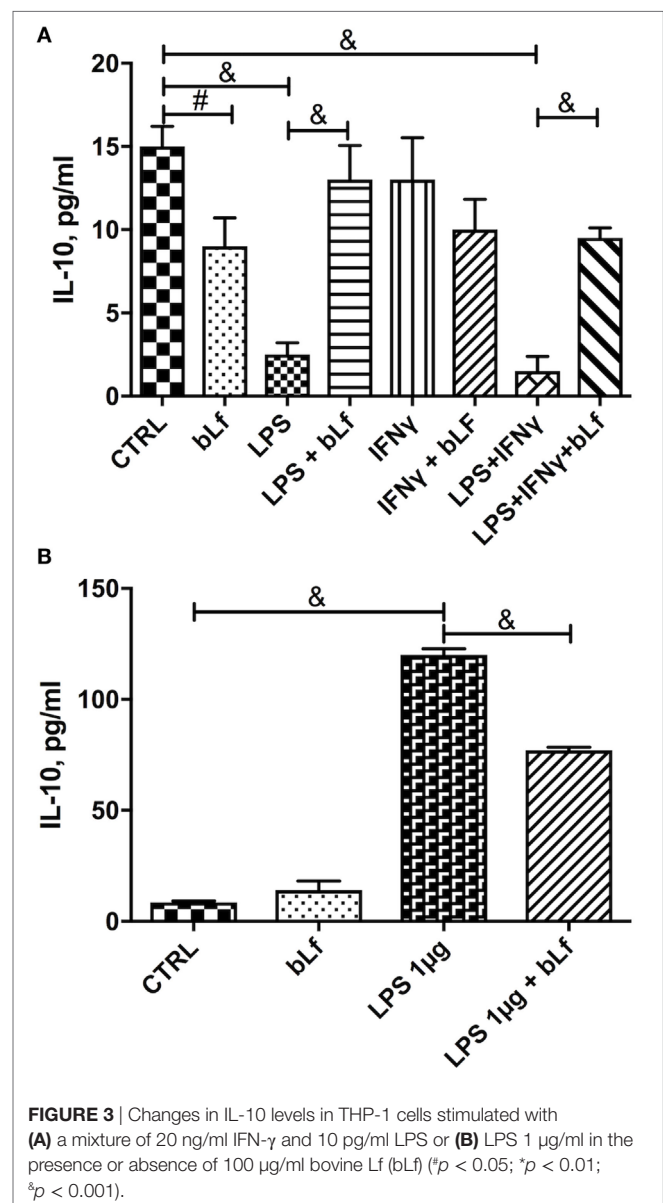 A
&
&
#
&
&
20
15
10
5
0
IL-10, pg/ml
CTRL
bLf
LPS
LPS + bLf
IFNγ
IFNγ + bLF
LPS+IFNγ
LPS+IFNγ+bLf
B
&
&
150
100
50
0
IL-10, pg/ml
CTRL
bLf
LPS 1µg
LPS 1µg + bLf
FIGURE 3 | Changes in IL-10 levels in THP-1 cells stimulated with
(A) a mixture of 20 ng/ml IFN-γ and 10 pg/ml LPS or (B) LPS 1 µg/ml in the
presence or absence of 100 µg/ml bovine Lf (bLf) (#p < 0.05; *p < 0.01;
&p < 0.001).